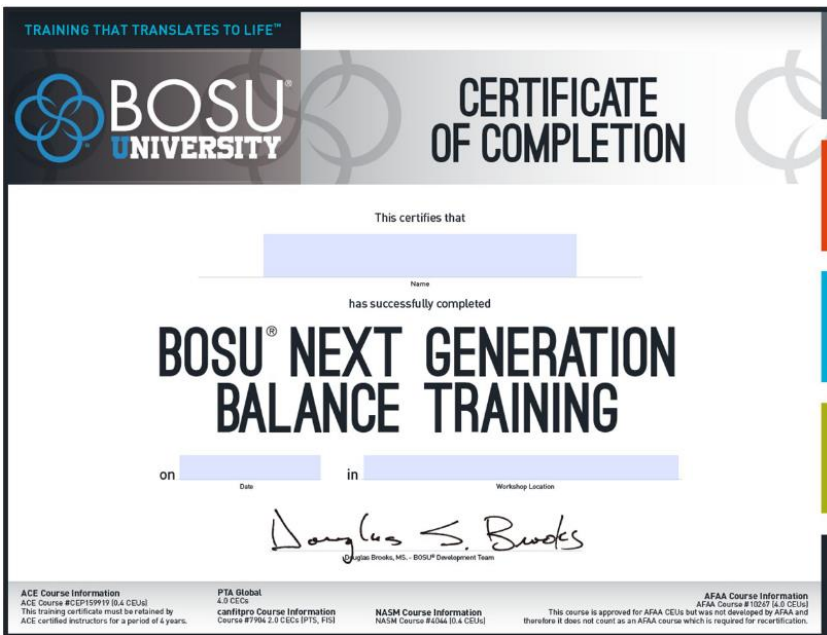 TRAINING THAT TRANSLATES TO LIFE™
BOSU®
UNIVERSITY
CERTIFICATE
OF COMPLETION
This certifies that
Name
has successfully completed
BOSU® NEXT GENERATION
BALANCE TRAINING
on
in
Date
Workshop Location
Douglas S. Brooks
Douglas Brooks, MS. - BOSU® Development Team
ACE Course Information
ACE Course #CEP159919 (0.4 CEUs)
This training certificate must be retained by
ACE certified instructors for a period of 4 years.
PTA Global
4.0 CECs
canfitpro Course Information
Course #7904 2.0 CECs (PTS, FIS)
NASM Course Information
NASM Course #4044 (0.4 CEUs)
AFAA Course Information
AFAA Course #10267 (4.0 CEUs)
This course is approved for AFAA CEUs but was not developed by AFAA and
therefore it does not count as an AFAA course which is required for recertification.